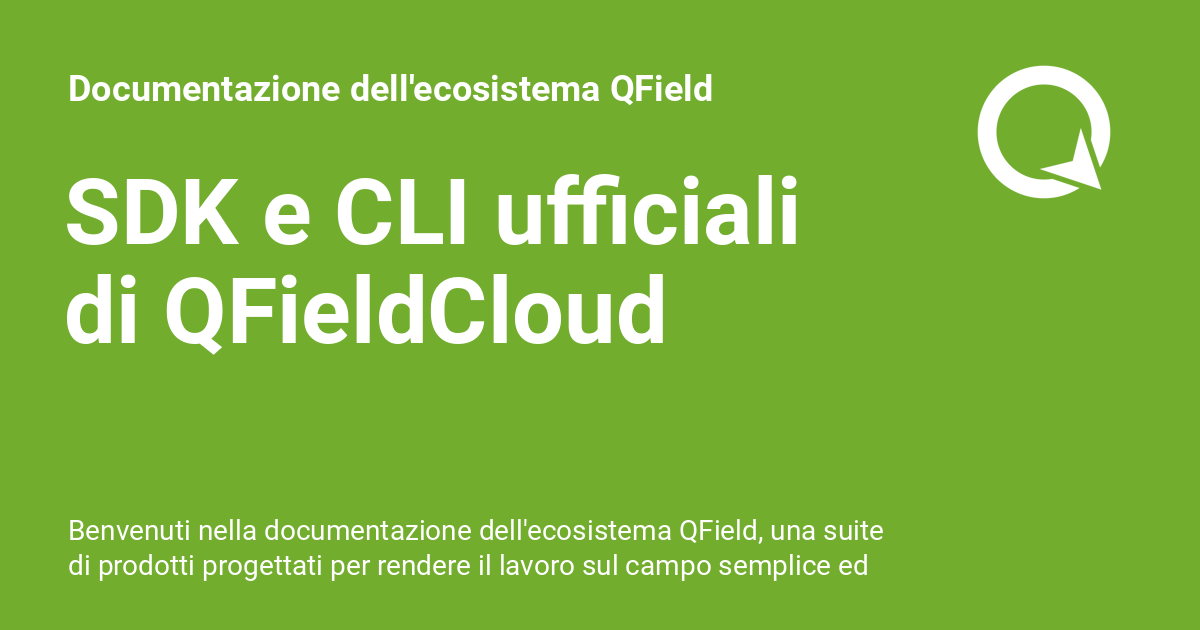 Documentazione dell'ecosistema QField
SDK e CLI ufficiali
di QFieldCloud
Benvenuti nella documentazione dell'ecosistema QField, una suite
di prodotti progettati per rendere il lavoro sul campo semplice ed